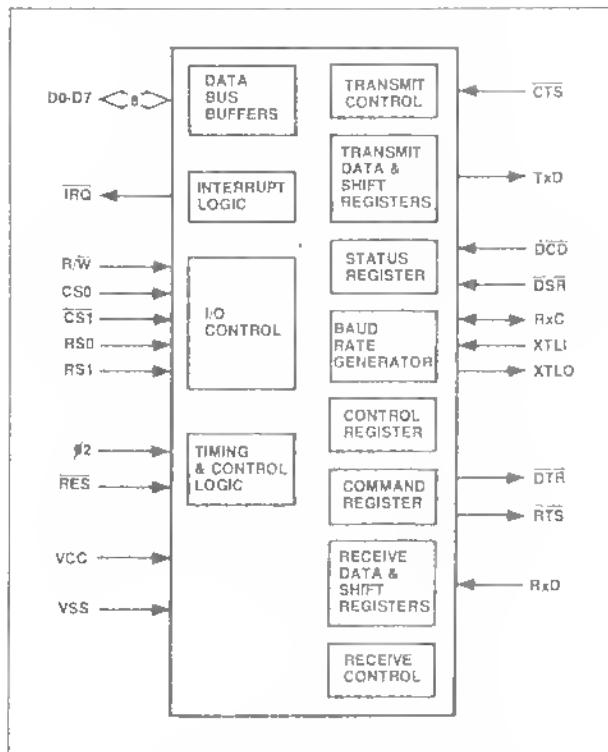 D0-D7
8
IRQ
R/W
CS0
CS1
RS0
RS1
ø2
RES
VCC
VSS
DATA
BUS
BUFFERS
INTERRUPT
LOGIC
I/O
CONTROL
TIMING
& CONTROL
LOGIC
TRANSMIT
CONTROL
TRANSMIT
DATA &
SHIFT
REGISTERS
STATUS
REGISTER
BAUD
RATE
GENERATOR
CONTROL
REGISTER
COMMAND
REGISTER
RECEIVE
DATA &
SHIFT
REGISTERS
RECEIVE
CONTROL
CTS
TxD
DCD
DSR
RxC
XTLI
XTLO
DTR
RTS
RxD